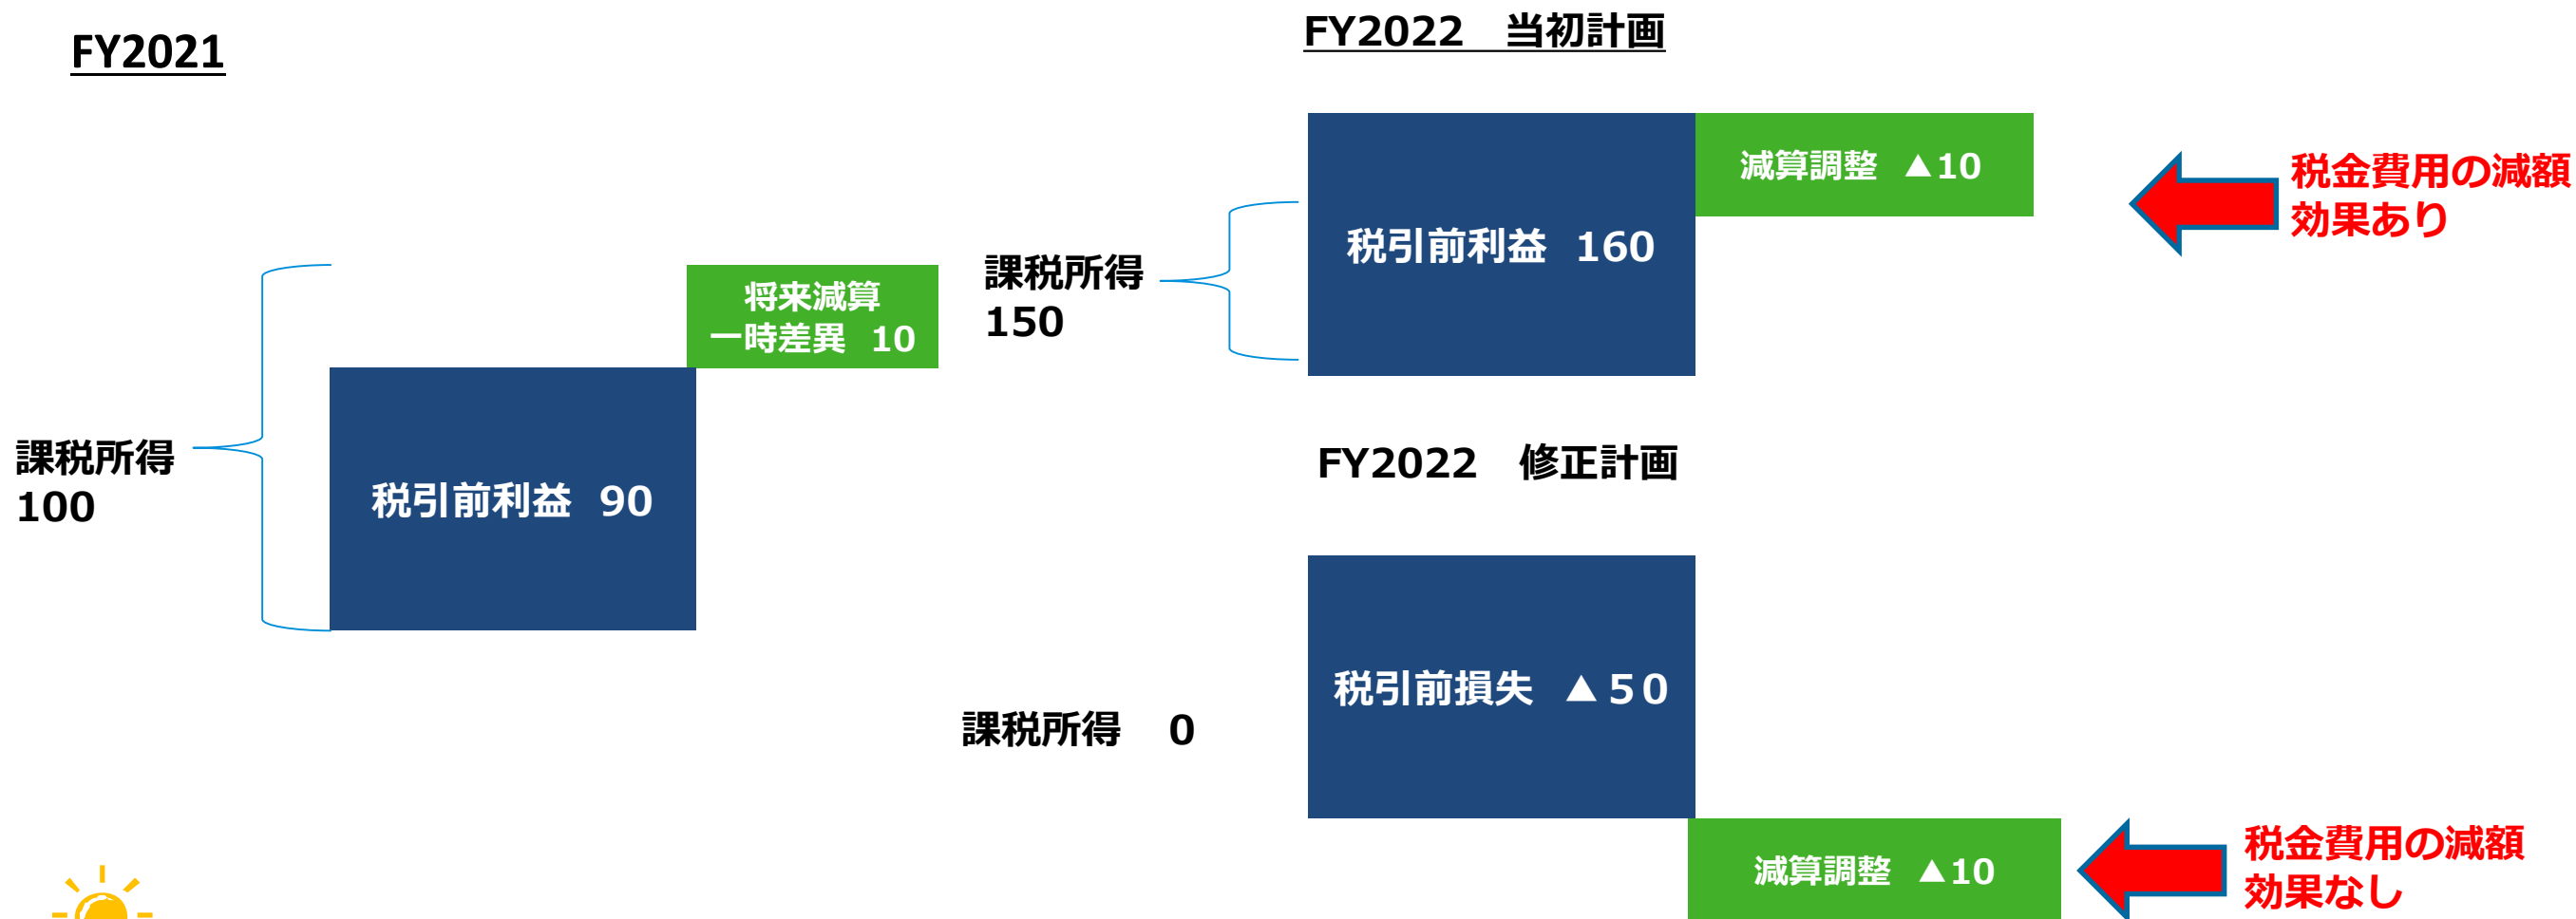 FY2021
課税所得
100
将来減算
一時差異 10
税引前利益 90
FY2022 当初計画
課税所得
150
税引前利益 160
減算調整 ▲10
税金費用の減額
効果あり
FY2022 修正計画
課税所得 0
税引前損失 ▲５０
減算調整 ▲10
税金費用の減額
効果なし